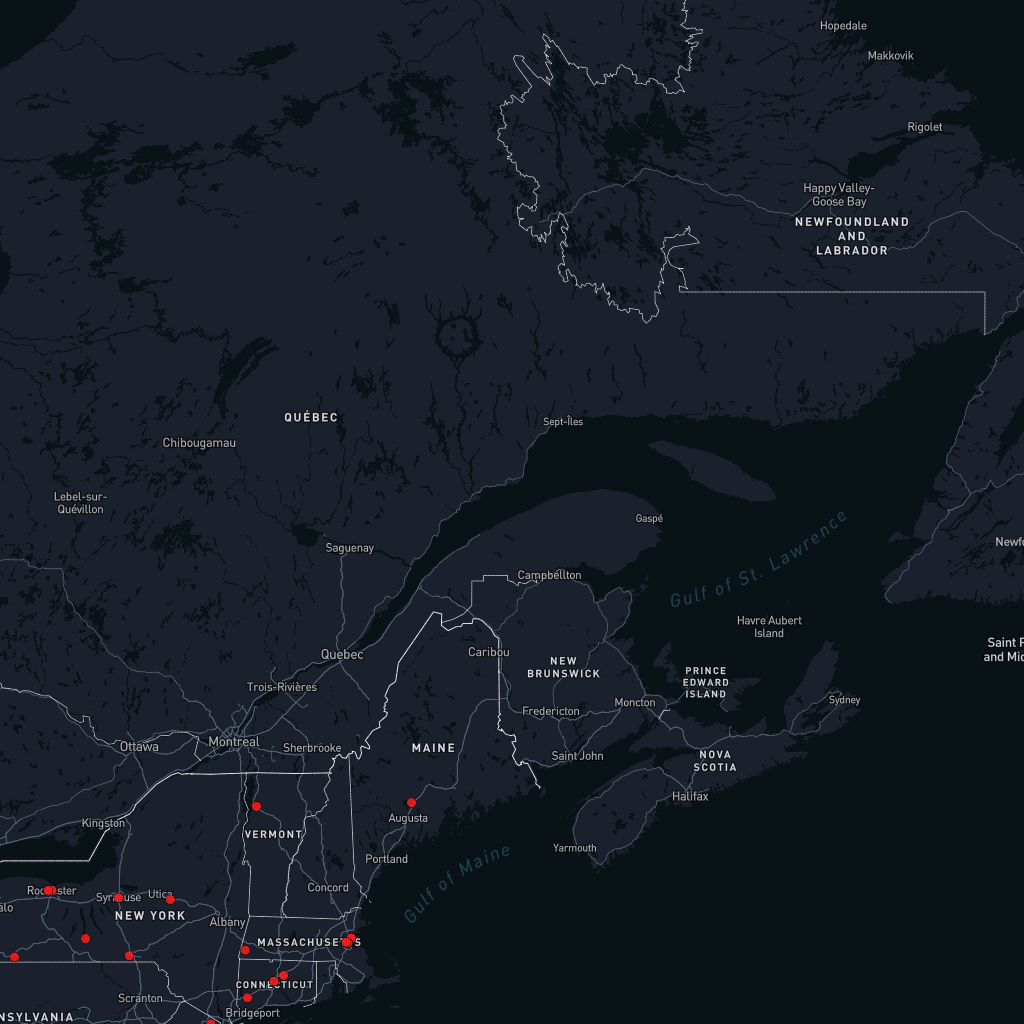 Hopedale
Makkovik
Rigolet
Happy Valley-
Goose Bay
NEWFOUNDLAND
AND
LABRADOR
QUÉBEC
Sept-Îles
Chibougamau
Lebel-sur-
Quévillon
Gaspé
Gulf of St. Lawrence
Newfo
Saguenay
Campbellton
Havre Aubert
Island
Saint P
and Mic
Quebec
Caribou
NEW
BRUNSWICK
PRINCE
EDWARD
ISLAND
Trois-Rivières
Fredericton
Moncton
Sydney
Ottawa
Montreal
Sherbrooke
MAINE
Saint John
NOVA
SCOTIA
Halifax
Kingston
VERMONT
Augusta
Yarmouth
Portland
Gulf of Maine
Rochester
Syracuse
Utica
Concord
alo
NEW YORK
Albany
MASSACHUSETTS
CONNECTICUT
Scranton
Bridgeport
NSYLVANIA